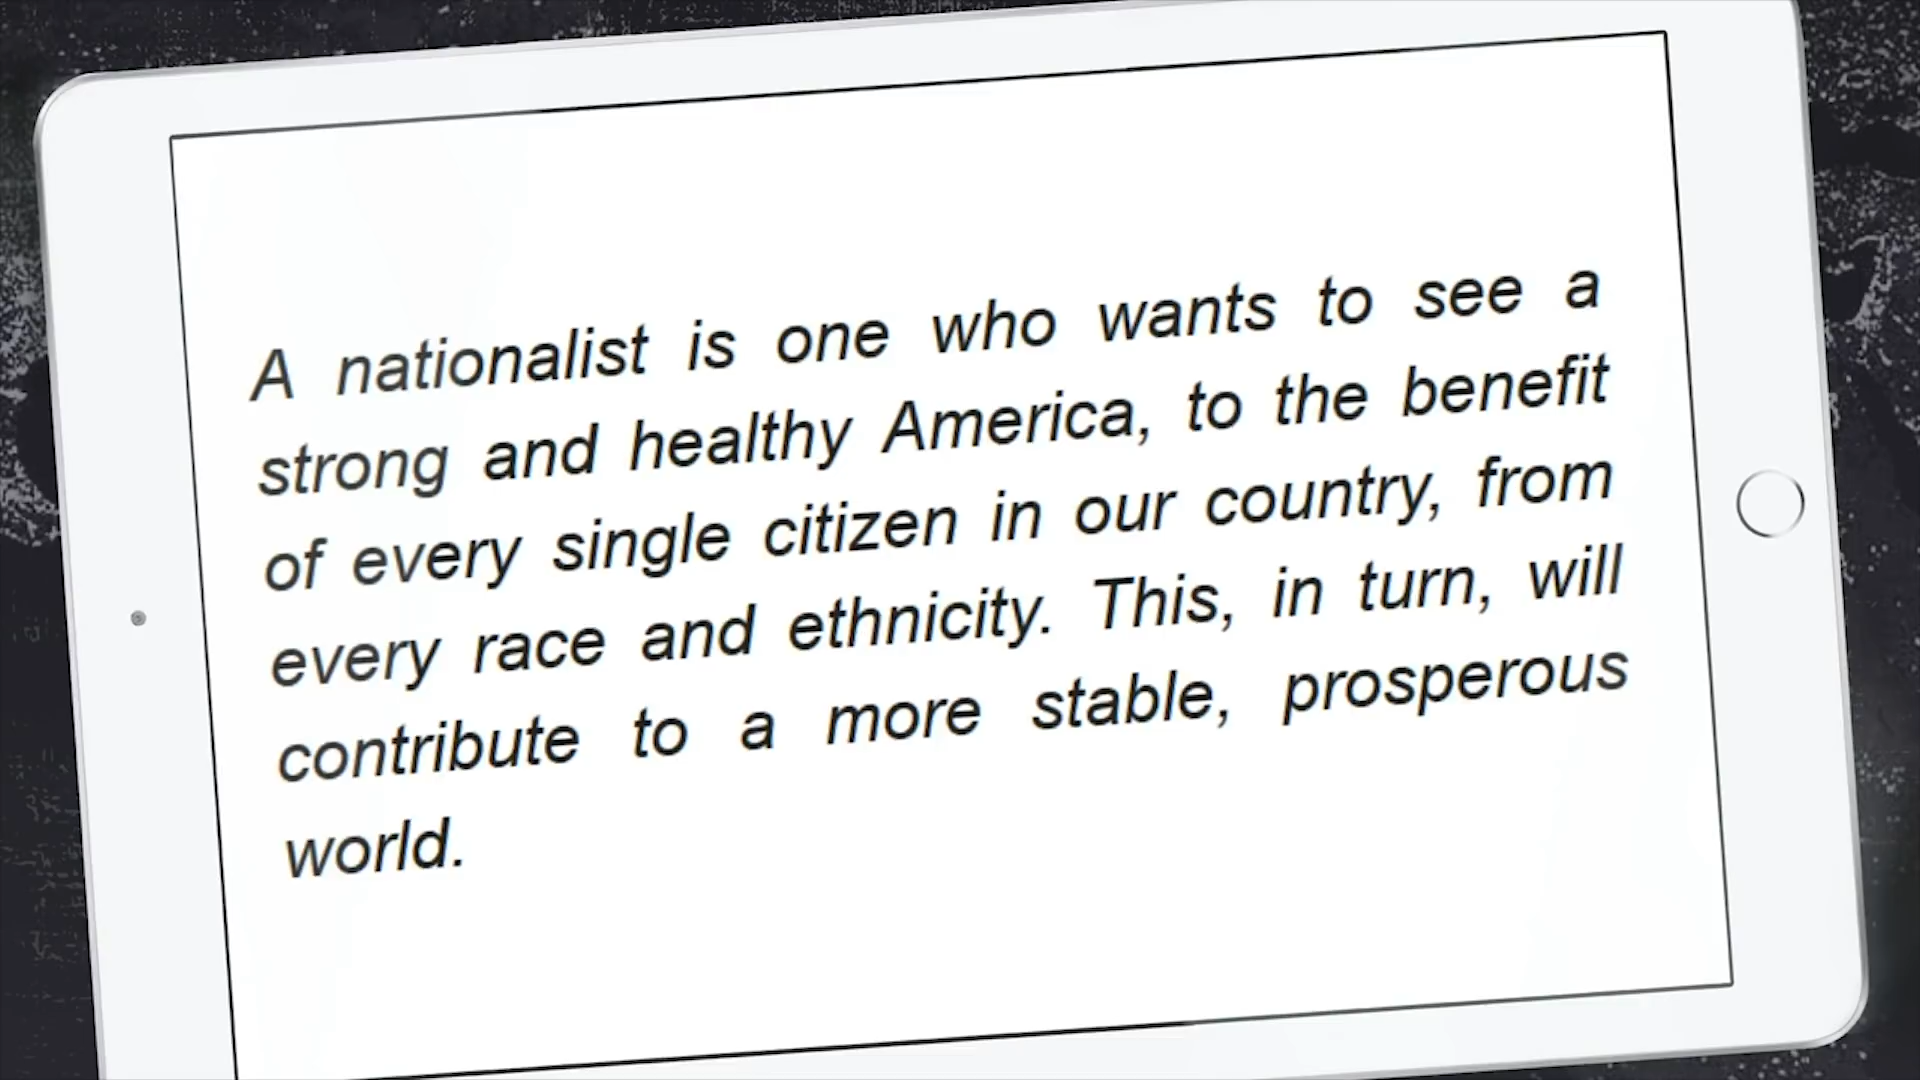 A nationalist is one who wants to see a
strong and healthy America, to the benefit
of every single citizen in our country, from
every race and ethnicity. This, in turn, will
contribute to a more stable, prosperous
world.